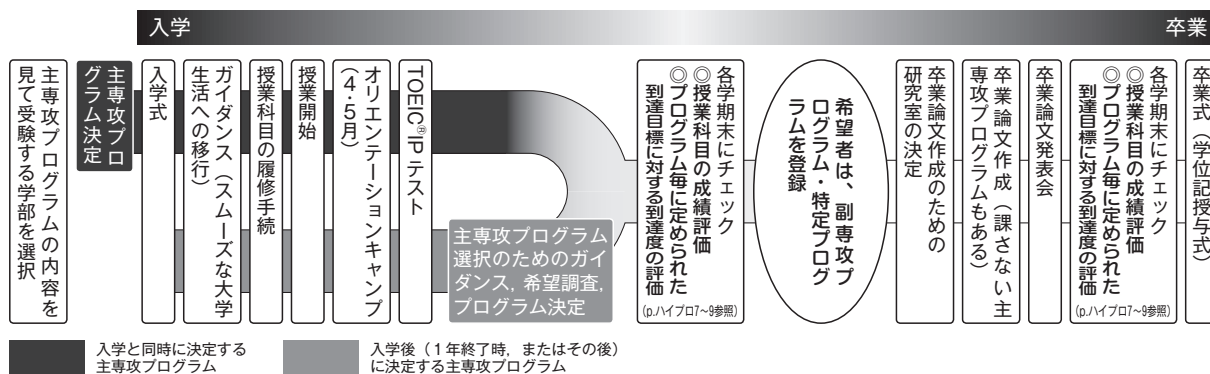 入学
卒業
主専攻プログラムの内容を
見て受験する学部を選択
主専攻プロ
グラム決定
入学式
ガイダンス（スムーズな大学
生活への移行）
授業科目の履修手続
授業開始
オリエンテーションキャンプ
（4・5月）
TOEIC®IPテスト
主専攻プログラム
選択のためのガイ
ダンス，希望調査，
プログラム決定
各学期末にチェック
◎授業科目の成績評価
◎プログラム毎に定められた
到達目標に対する到達度の評価
（p.ハイプロ7〜9参照）
希望者は、副専攻プ
ログラム・特定プログ
ラムを登録
卒業論文作成のための
研究室の決定
卒業論文作成（課さない主
専攻プログラムもある）
卒業論文発表会
各学期末にチェック
◎授業科目の成績評価
◎プログラム毎に定められた
到達目標に対する到達度の評価
（p.ハイプロ7〜9参照）
卒業式（学位記授与式）
入学と同時に決定する
主専攻プログラム
入学後（１年終了時，またはその後）
に決定する主専攻プログラム